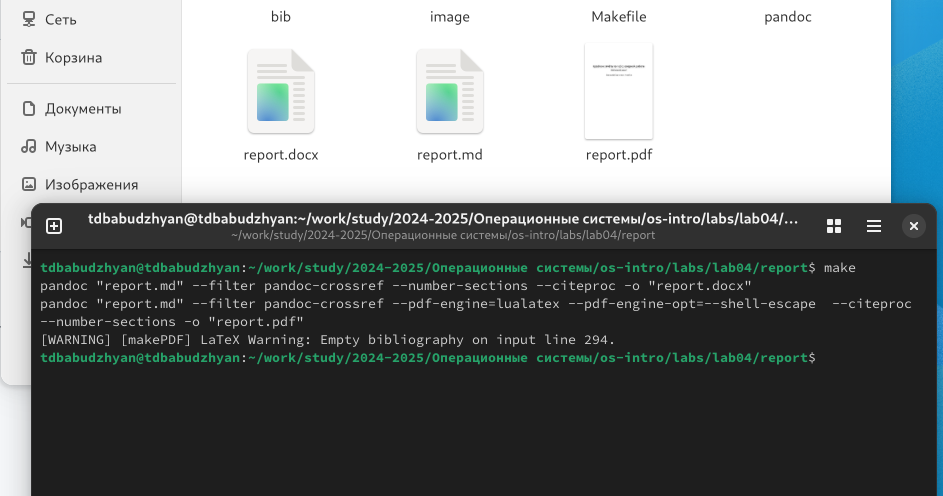 Сеть
Корзина
Документы
Музыка
Изображения
bib
image
Makefile
pandoc
report.docx
report.md
report.pdf
tdbabudzhyan@tdbabudzhyan:~/work/study/2024-2025/Операционные системы/os-intro/labs/lab04/...
~/work/study/2024-2025/Операционные системы/os-intro/labs/lab04/report
tdbabudzhyan@tdbabudzhyan:~/work/study/2024-2025/Операционные системы/os-intro/labs/lab04/report$ make
pandoc "report.md" --filter pandoc-crossref --number-sections --citeproc -o "report.docx"
pandoc "report.md" --filter pandoc-crossref --pdf-engine=lualatex --pdf-engine-opt=--shell-escape  --citeproc
--number-sections -o "report.pdf"
[WARNING] [makePDF] LaTeX Warning: Empty bibliography on input line 294.
tdbabudzhyan@tdbabudzhyan:~/work/study/2024-2025/Операционные системы/os-intro/labs/lab04/report$